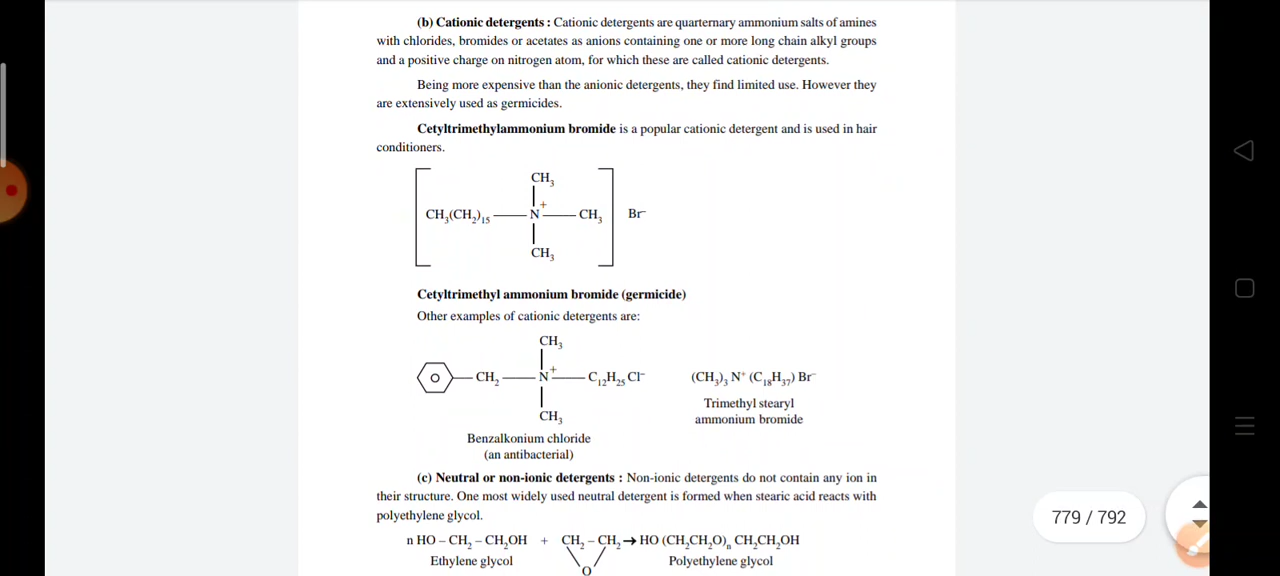 (b) Cationic detergents : Cationic detergents are quarternary ammonium salts of amines
with chlorides, bromides or acetates as anions containing one or more long chain alkyl groups
and a positive charge on nitrogen atom, for which these are called cationic detergents.
Being more expensive than the anionic detergents, they find limited use. However they
are extensively used as germicides.
Cetyltrimethylammonium bromide is a popular cationic detergent and is used in hair
conditioners.
CH₃
CH₃(CH₂)₁₅ — N⁺ — CH₃ Br⁻
CH₃
Cetyltrimethyl ammonium bromide (germicide)
Other examples of cationic detergents are:
CH₃
— CH₂ — N⁺ — C₁₂H₂₅ Cl⁻ (CH₃)₃ N⁺ (C₁₈H₃₇) Br⁻
CH₃
Trimethyl stearyl
ammonium bromide
Benzalkonium chloride
(an antibacterial)
(c) Neutral or non-ionic detergents : Non-ionic detergents do not contain any ion in
their structure. One most widely used neutral detergent is formed when stearic acid reacts with
polyethylene glycol.
n HO – CH₂ – CH₂OH + CH₂ – CH₂ → HO (CH₂CH₂O)ₙ CH₂CH₂OH
O
Ethylene glycol Polyethylene glycol
779 / 792